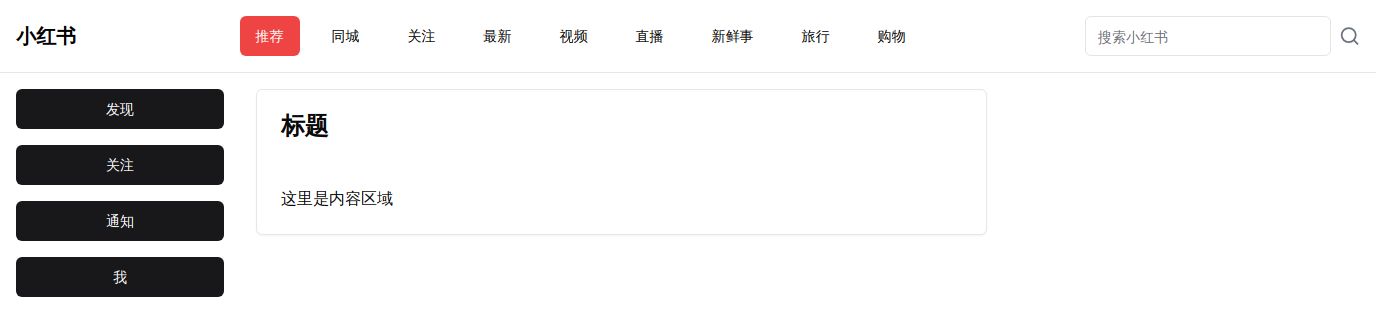 小红书
推荐 同城 关注 最新 视频 直播 新鲜事 旅行 购物
搜索小红书
发现
关注
通知
我
标题
这里是内容区域